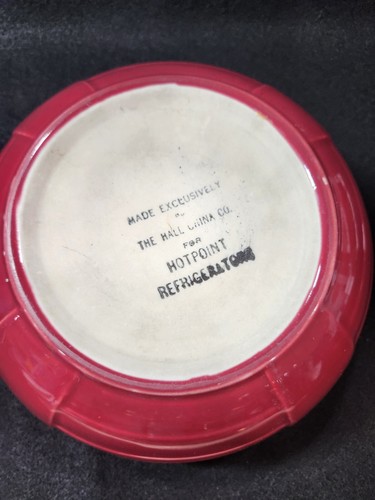 MADE EXCLUSIVELY
BY
THE HALL CHINA CO.
FOR
HOTPOINT
REFRIGERATORS